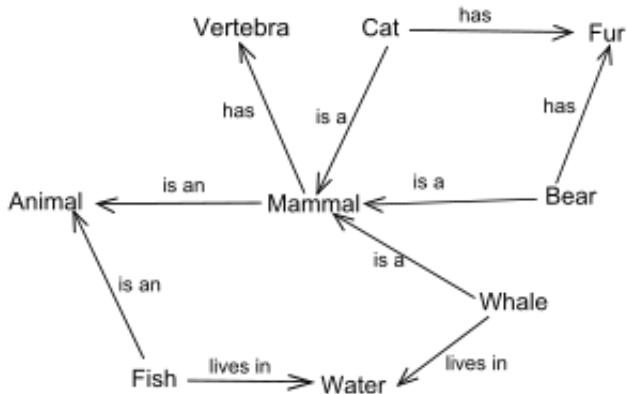 Vertebra
Cat
has
Fur
has
is a
has
Animal
is an
Mammal
is a
Bear
is an
is a
Whale
Fish
lives in
Water
lives in